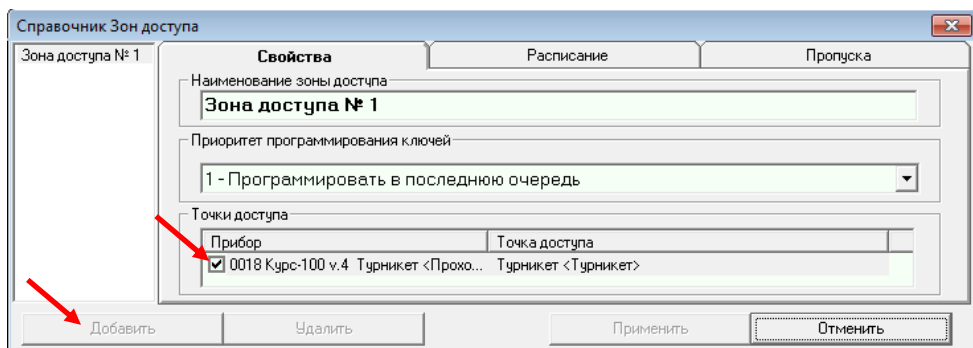 Справочник Зон доступа
Зона доступа № 1
Свойства
Расписание
Пропуска
Наименование зоны доступа
Зона доступа № 1
Приоритет программирования ключей
1 - Программировать в последнюю очередь
Точки доступа
Прибор
Точка доступа
0018 Курс-100 v.4 Турникет <Прохо... Турникет <Турникет>
Добавить
Удалить
Применить
Отменить